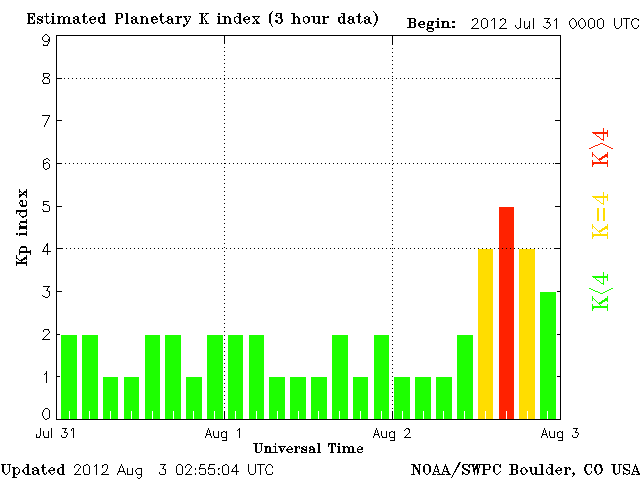 Estimated Planetary K index (3 hour data) Begin: 2012 Jul 31 0000 UTC
9
8
7
6
5
4
3
2
1
0
Kp index
K<4 K=4 K>4
Jul 31 Aug 1 Aug 2 Aug 3
Universal Time
Updated 2012 Aug 3 02:55:04 UTC NOAA/SWPC Boulder, CO USA